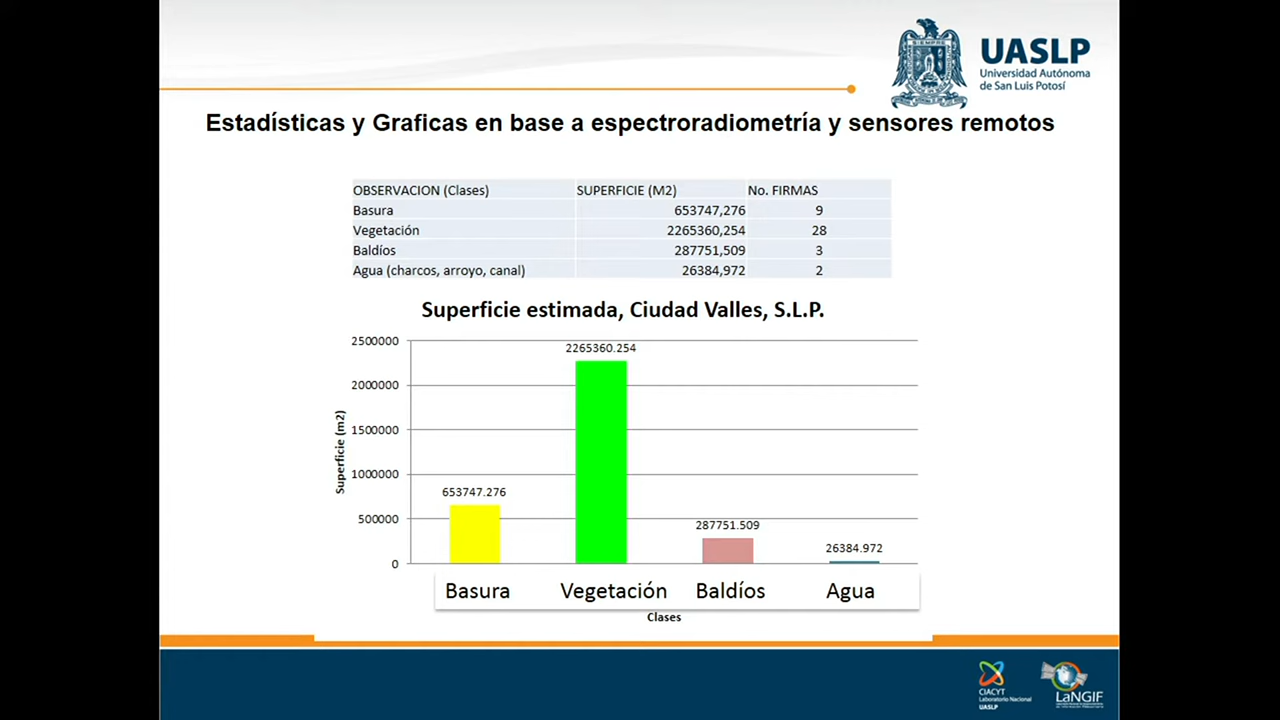 SIEMPRE
UASLP
Universidad Autónoma
de San Luis Potosí
Estadísticas y Graficas en base a espectroradiometría y sensores remotos
OBSERVACION (Clases) SUPERFICIE (M2) No. FIRMAS
Basura 653747,276 9
Vegetación 2265360,254 28
Baldíos 287751,509 3
Agua (charcos, arroyo, canal) 26384,972 2
Superficie estimada, Ciudad Valles, S.L.P.
Superficie (m2)
2500000
2000000
1500000
1000000
500000
0
653747.276
2265360.254
287751.509
26384.972
Basura Vegetación Baldíos Agua
Clases
CIACYT
Laboratorio Nacional
UASLP
LaNGIF